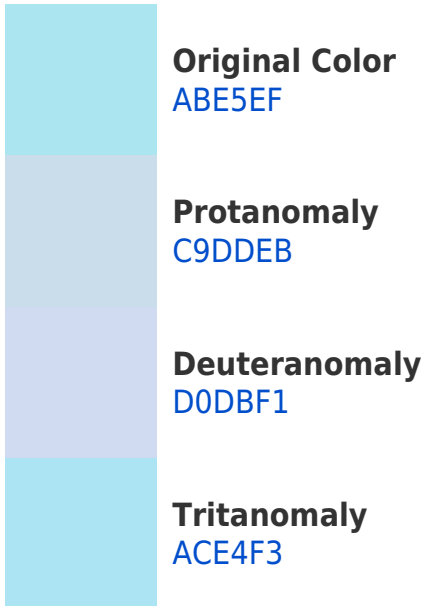 Original Color
ABE5EF
Protanomaly
C9DDEB
Deuteranomaly
D0DBF1
Tritanomaly
ACE4F3